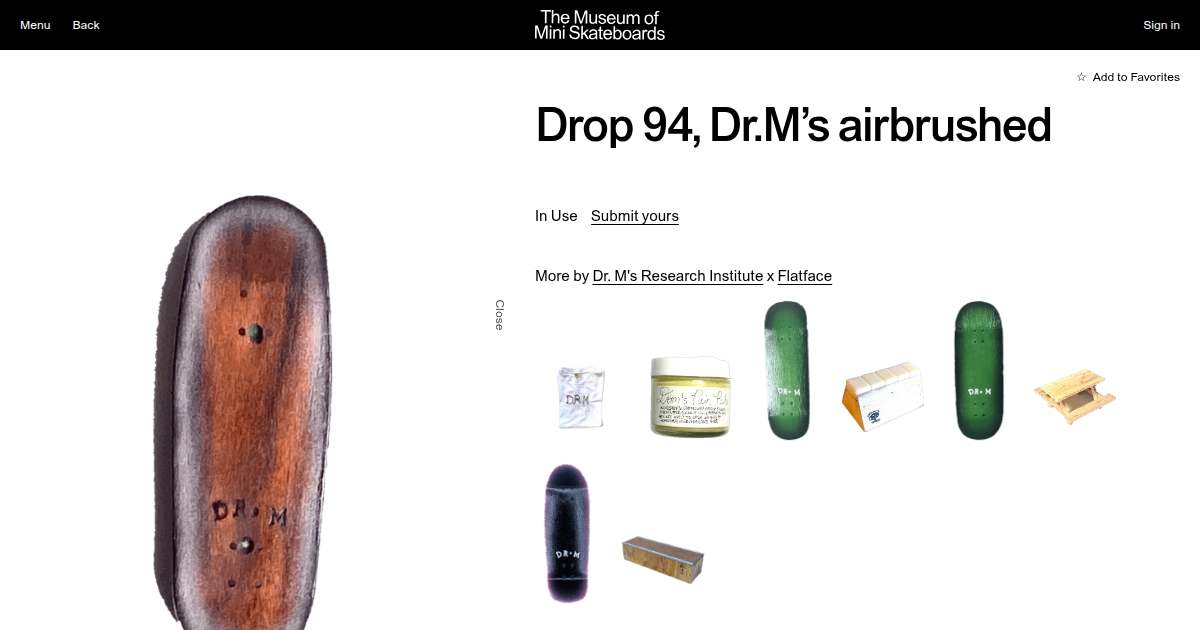 Menu
Back
The Museum of
Mini Skateboards
Sign in
☆ Add to Favorites
Drop 94, Dr.M’s airbrushed
In Use
Submit yours
More by Dr. M's Research Institute x Flatface
Close
DR. M
DR M
DR•M
DR•M
DR•M